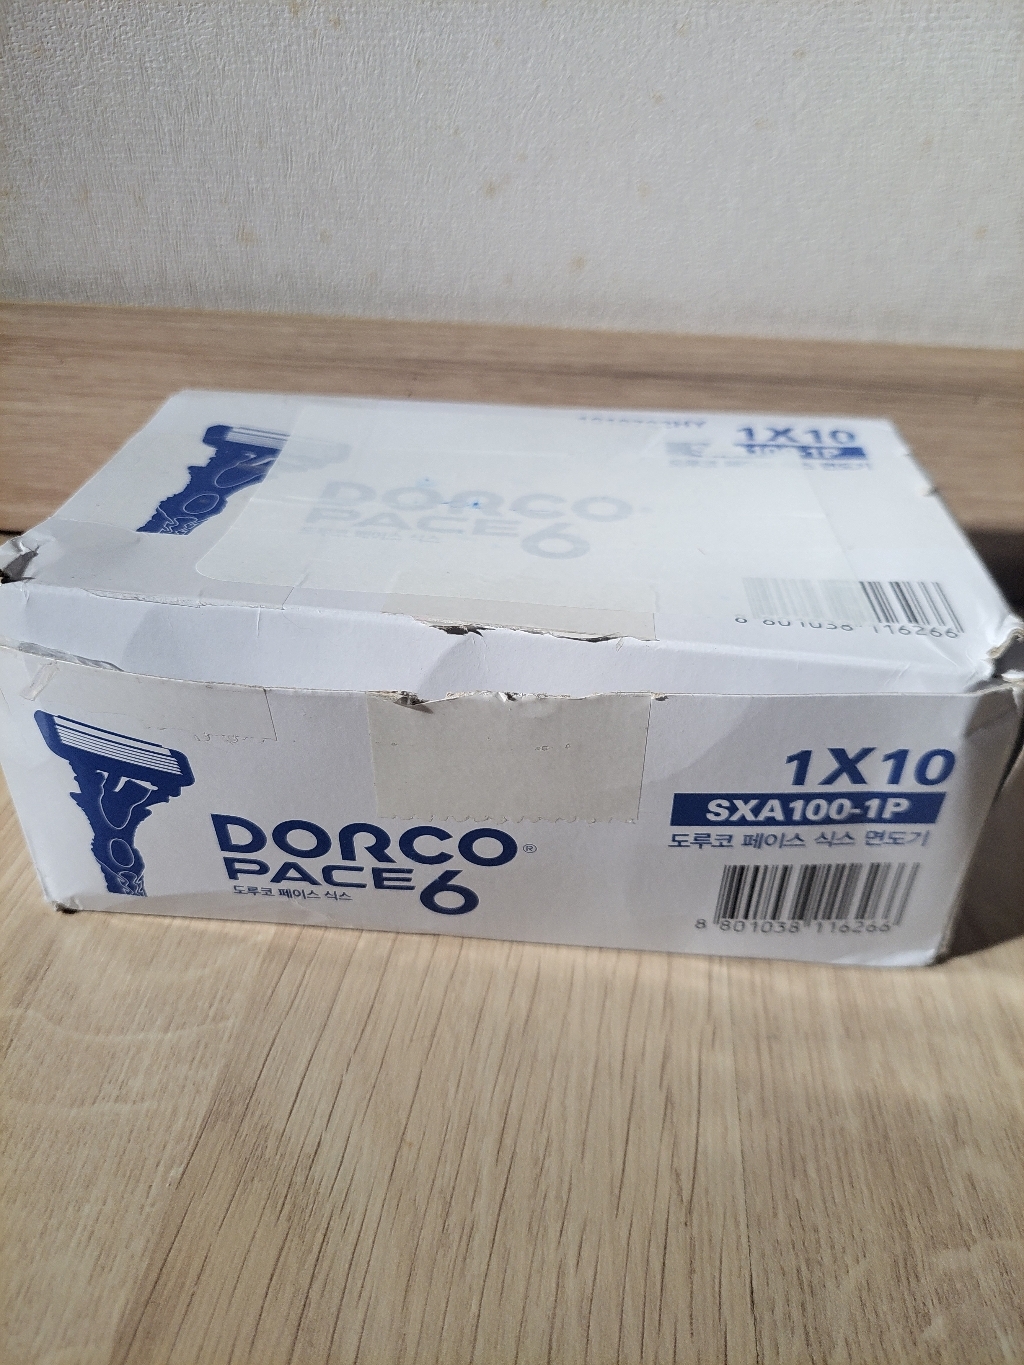 1X10
DORCO
PACE 6
도루코 페이스 식스
8 801038 116266
1X10
SXA100-1P
도루코 페이스 식스 면도기
DORCO®
PACE 6
도루코 페이스 식스
8 801038 116266